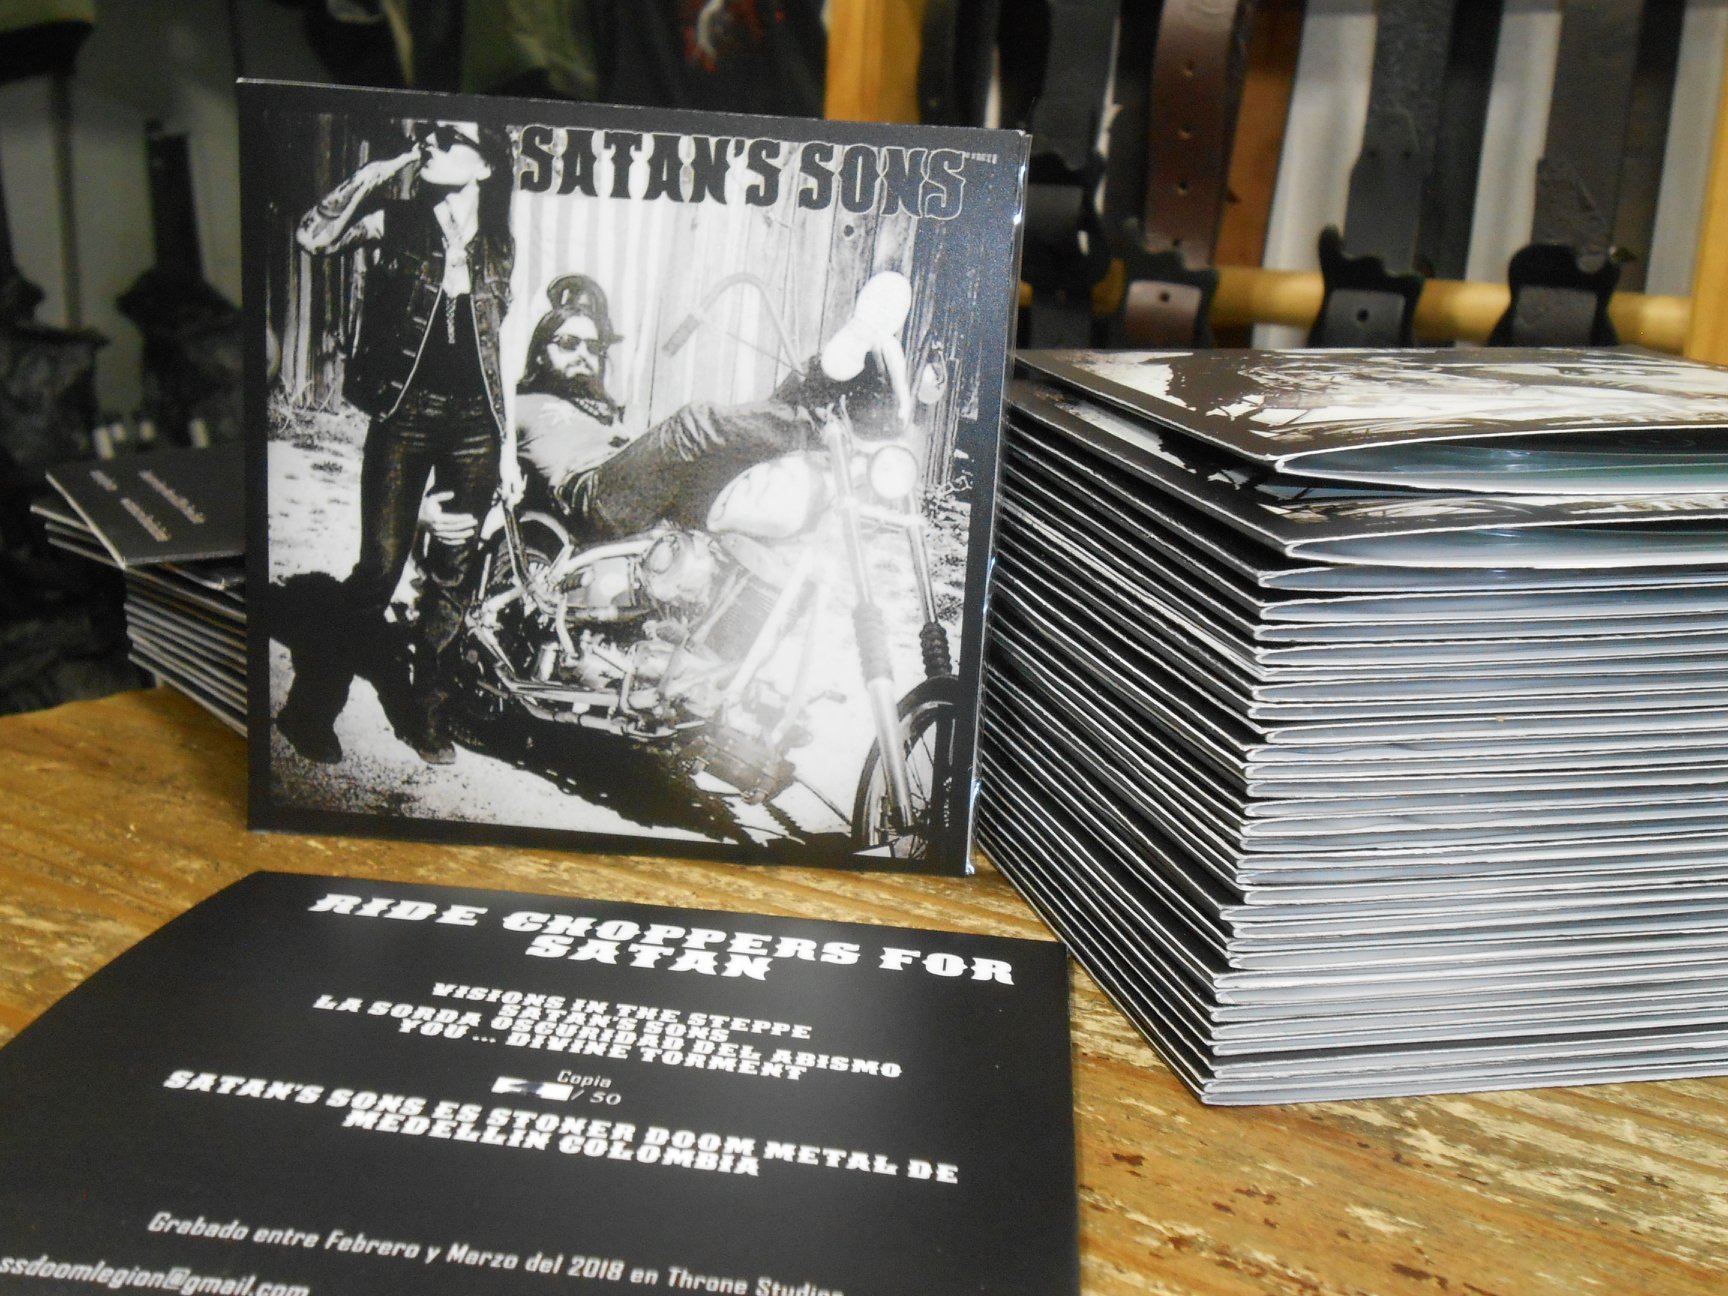 SATAN'S SONS
RIDE CHOPPERS FOR
SATAN
VISIONS IN THE STEPPE
SATAN'S SONS
LA SORDA OSCURIDAD DEL ABISMO
YOU ... DIVINE TORMENT
Copia
/ 50
SATAN'S SONS ES STONER DOOM METAL DE
MEDELLIN COLOMBIA
Grabado entre Febrero y Marzo del 2018 en Throne Studios
ssdoomlegion@gmail.com